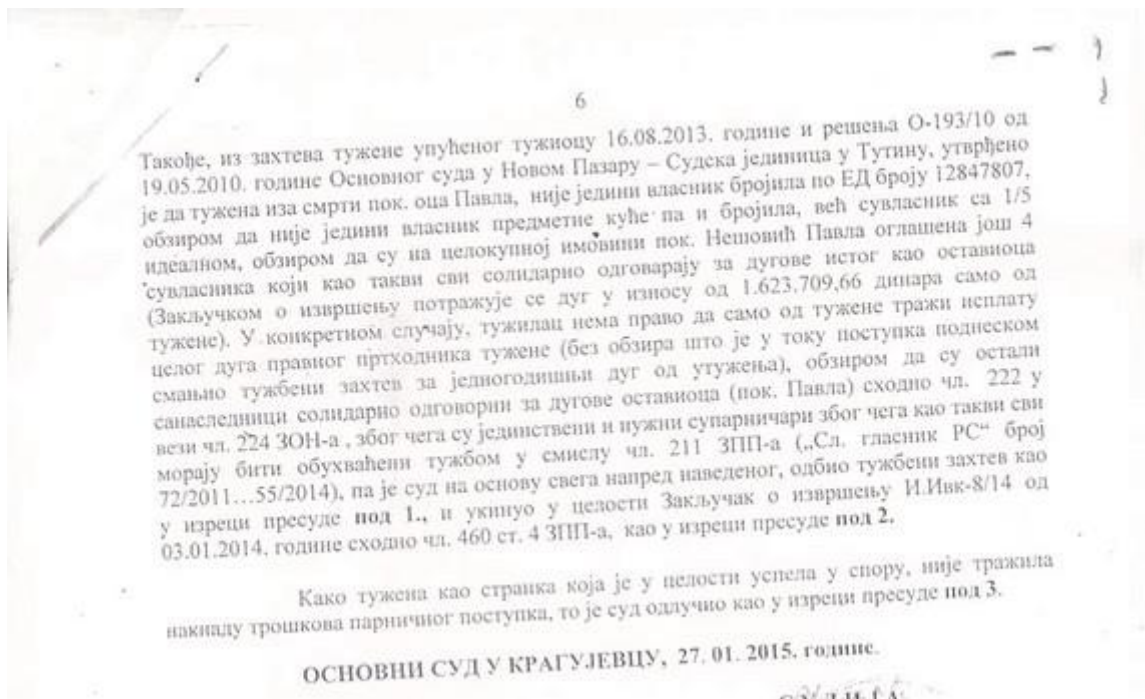 6
Такође, из захтева тужене упућеног тужиоцу 16.08.2013. године и решења О-193/10 од
19.05.2010. године Основног суда у Новом Пазару – Судска јединица у Тутину, утврђено
је да тужена иза смрти пок. оца Павла, није једини власник бројила по ЕД броју 12847807,
обзиром да није једини власник предметне куће па и бројила, већ сувласник са 1/5
идеалном, обзиром да су на целокупној имовини пок. Нешовић Павла оглашена још 4
сувласника који као такви сви солидарно одговарају за дугове истог као оставиоца
(Закључком о извршењу потражује се дуг у износу од 1.623.709,66 динара само од
тужене). У конкретном случају, тужилац нема право да само од тужене тражи исплату
целог дуга правног пртходника тужене (без обзира што је у току поступка поднеском
смањио тужбени захтев за једногодишњи дуг од утужења), обзиром да су остали
санаследници солидарно одговорни за дугове оставиоца (пок. Павла) сходно чл. 222 у
вези чл. 224 ЗОН-а , због чега су јединствени и нужни супарничари због чега као такви сви
морају бити обухваћени тужбом у смислу чл. 211 ЗПП-а („Сл. гласник РС“ број
72/2011...55/2014), па је суд на основу свега напред наведеног, одбио тужбени захтев као
у изреци пресуде под 1., и укинуо у целости Закључак о извршењу И.Ивк-8/14 од
03.01.2014. године сходно чл. 460 ст. 4 ЗПП-а, као у изреци пресуде под 2.
Како тужена као странка која је у целости успела у спору, није тражила
накнаду трошкова парничног поступка, то је суд одлучио као у изреци пресуде под 3.
ОСНОВНИ СУД У КРАГУЈЕВЦУ, 27. 01. 2015. године.